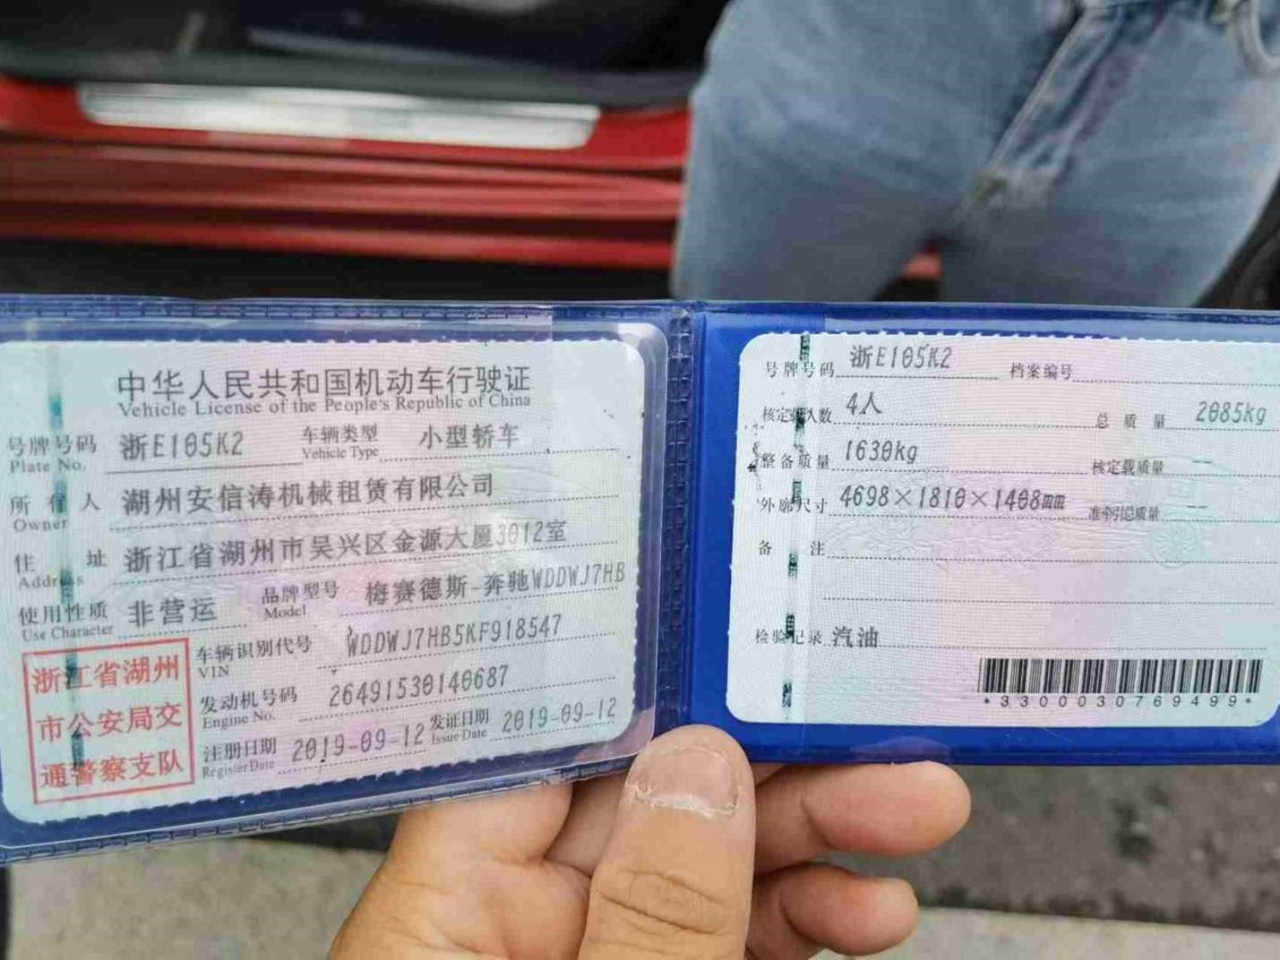 中华人民共和国机动车行驶证
Vehicle License of the People's Republic of China
号牌号码 浙E105K2 车辆类型 小型轿车
Plate No. Vehicle Type
所有人 湖州安信涛机械租赁有限公司
Owner
住址 浙江省湖州市吴兴区金源大厦3012室
Address
使用性质 非营运 品牌型号 梅赛德斯-奔驰WDDWJ7HB
Use Character Model
车辆识别代号 WDDWJ7HB5KF918547
VIN
发动机号码 26491530140687
Engine No.
注册日期 2019-09-12 发证日期 2019-09-12
Register Date Issue Date
浙江省湖州
市公安局交
通警察支队
号牌号码 浙E105K2 档案编号
核定载人数 4人 总质量 2085kg
整备质量 1630kg 核定载质量 --
外廓尺寸 4698×1810×1408mm 准牵引总质量 --
备注
检验记录 汽油
*3300030769499*